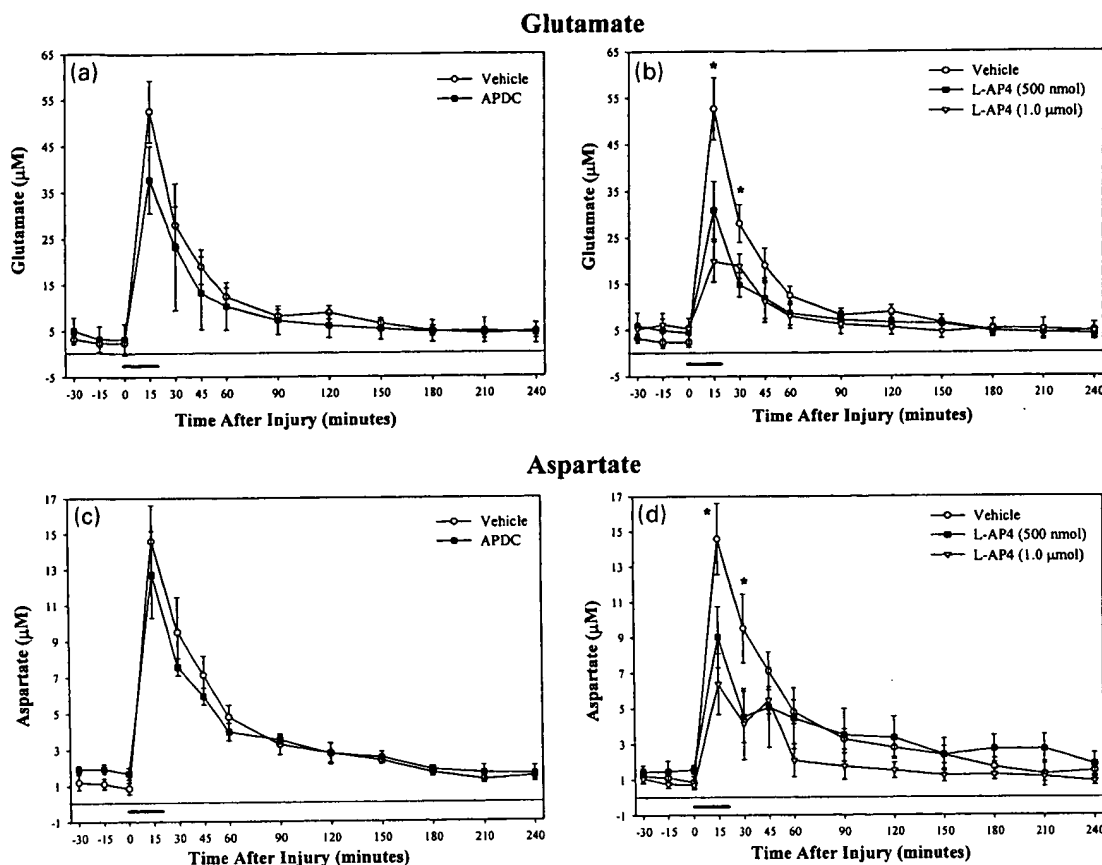 Glutamate
(a)
Vehicle
APDC
Glutamate (µM)
65
55
45
35
25
15
5
-5
-30 -15 0 15 30 45 60 90 120 150 180 210 240
Time After Injury (minutes)
(b)
* *
Vehicle
L-AP4 (500 nmol)
L-AP4 (1.0 µmol)
Glutamate (µM)
65
55
45
35
25
15
5
-5
-30 -15 0 15 30 45 60 90 120 150 180 210 240
Time After Injury (minutes)
Aspartate
(c)
Vehicle
APDC
Aspartate (µM)
17
15
13
11
9
7
5
3
1
-1
-30 -15 0 15 30 45 60 90 120 150 180 210 240
Time After Injury (minutes)
(d)
* *
Vehicle
L-AP4 (500 nmol)
L-AP4 (1.0 µmol)
Aspartate (µM)
17
15
13
11
9
7
5
3
1
-1
-30 -15 0 15 30 45 60 90 120 150 180 210 240
Time After Injury (minutes)